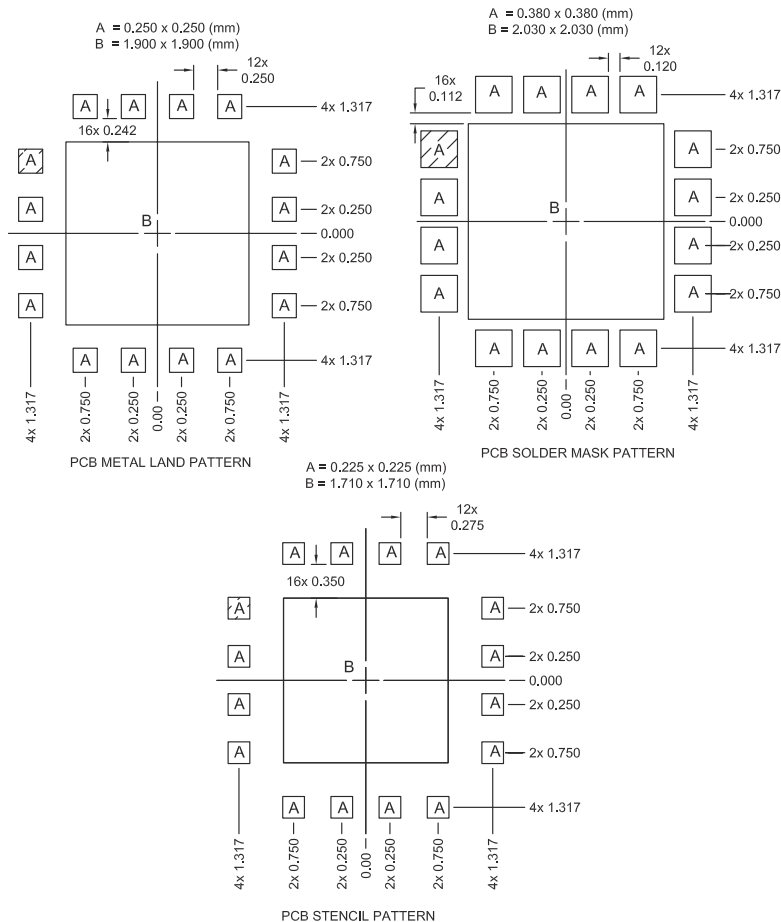 A = 0.250 x 0.250 (mm)
B = 1.900 x 1.900 (mm)
12x
0.250
A A A A
4x 1.317
16x 0.242
A
A
2x 0.750
A
A
2x 0.250
B
0.000
A
A
2x 0.250
A
A
2x 0.750
A A A A
4x 1.317
4x 1.317
2x 0.750
2x 0.250
0.00
2x 0.250
2x 0.750
4x 1.317
PCB METAL LAND PATTERN
A = 0.380 x 0.380 (mm)
B = 2.030 x 2.030 (mm)
12x
0.120
16x
0.112
A A A A
4x 1.317
A
A
2x 0.750
A
A
2x 0.250
B
0.000
A
A
2x 0.250
A
A
2x 0.750
A A A A
4x 1.317
4x 1.317
2x 0.750
2x 0.250
0.00
2x 0.250
2x 0.750
4x 1.317
PCB SOLDER MASK PATTERN
A = 0.225 x 0.225 (mm)
B = 1.710 x 1.710 (mm)
12x
0.275
A A A A
4x 1.317
16x 0.350
A
A
2x 0.750
A
A
2x 0.250
B
0.000
A
A
2x 0.250
A
A
2x 0.750
A A A A
4x 1.317
4x 1.317
2x 0.750
2x 0.250
0.00
2x 0.250
2x 0.750
4x 1.317
PCB STENCIL PATTERN